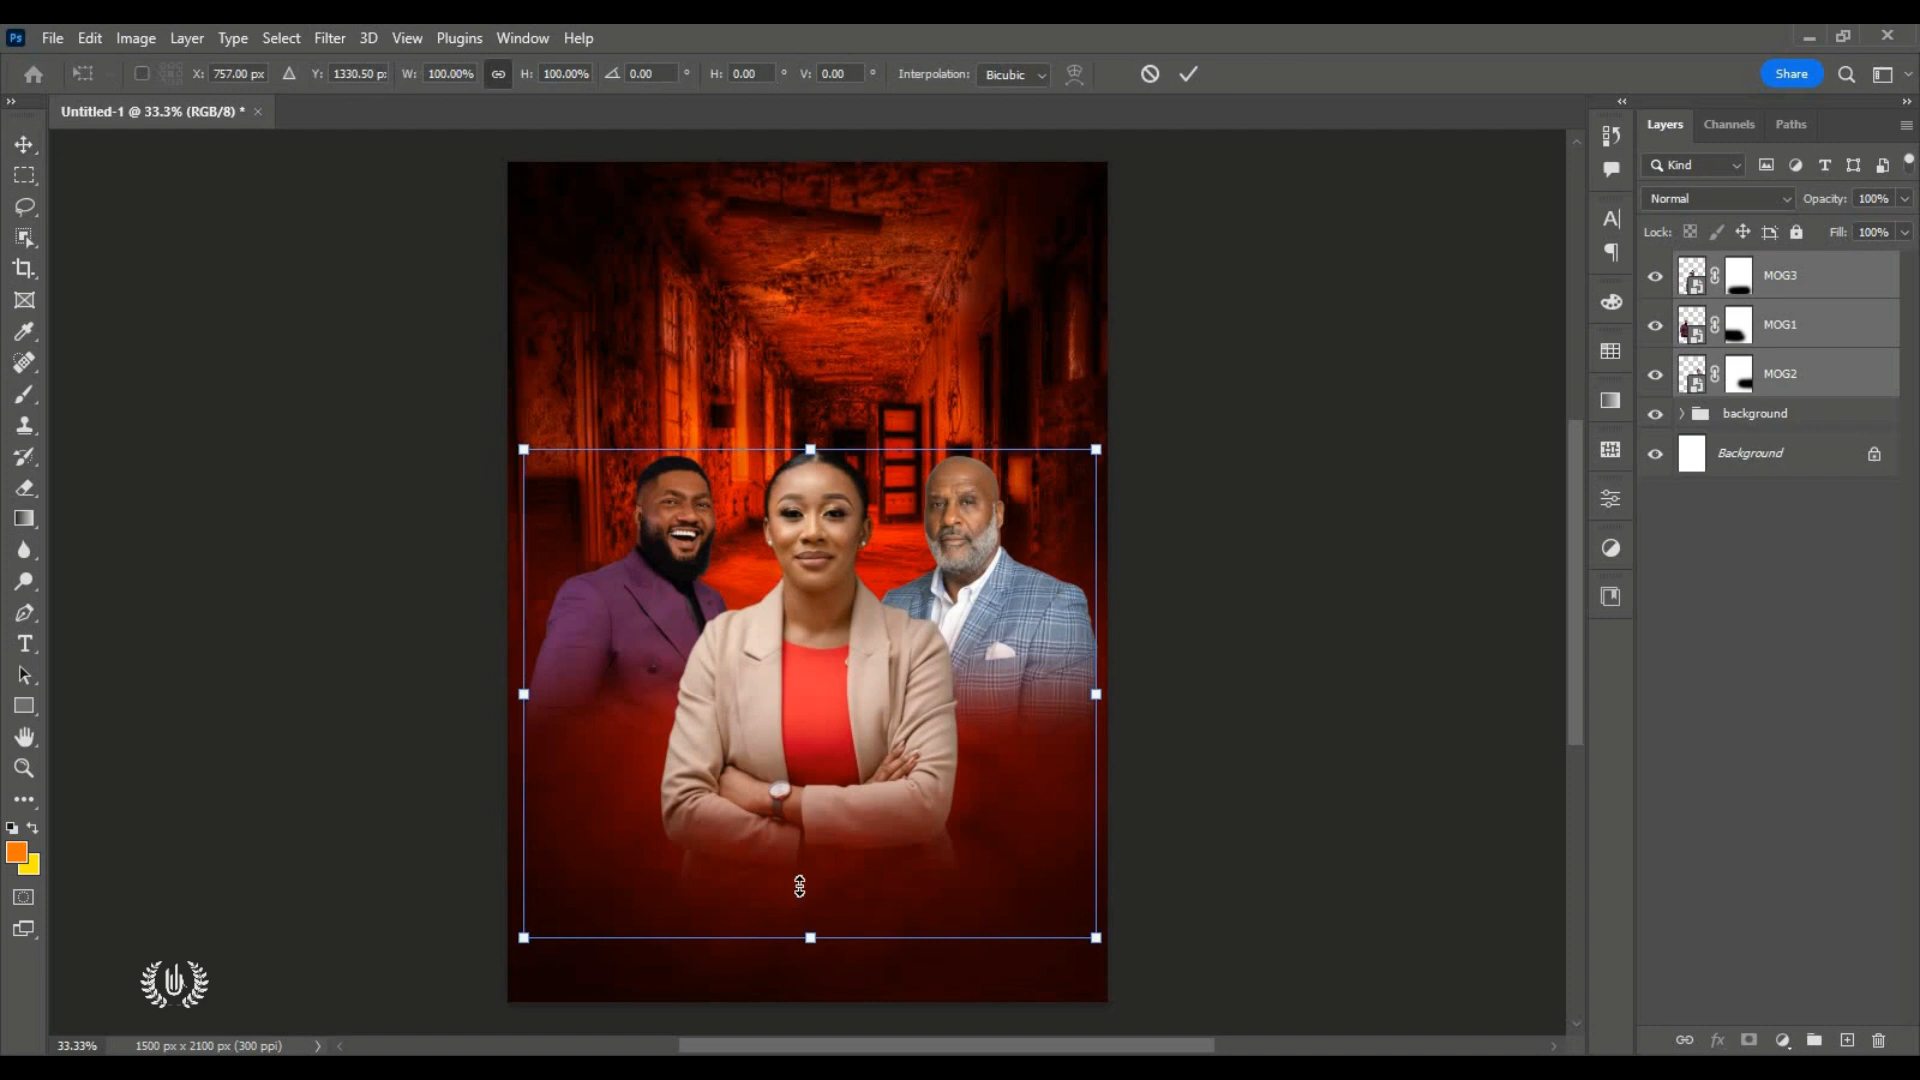 Ps File Edit Image Layer Type Select Filter 3D View Plugins Window Help
X: 757.00 px Y: 1330.50 p: W: 100.00% H: 100.00% 0.00 ° H: 0.00 ° V: 0.00 ° Interpolation: Bicubic Share
Untitled-1 @ 33.3% (RGB/8) * ×
Layers Channels Paths
Kind
Normal Opacity: 100%
Lock: Fill: 100%
MOG3
MOG1
MOG2
background
Background
33.33% 1500 px x 2100 px (300 ppi)